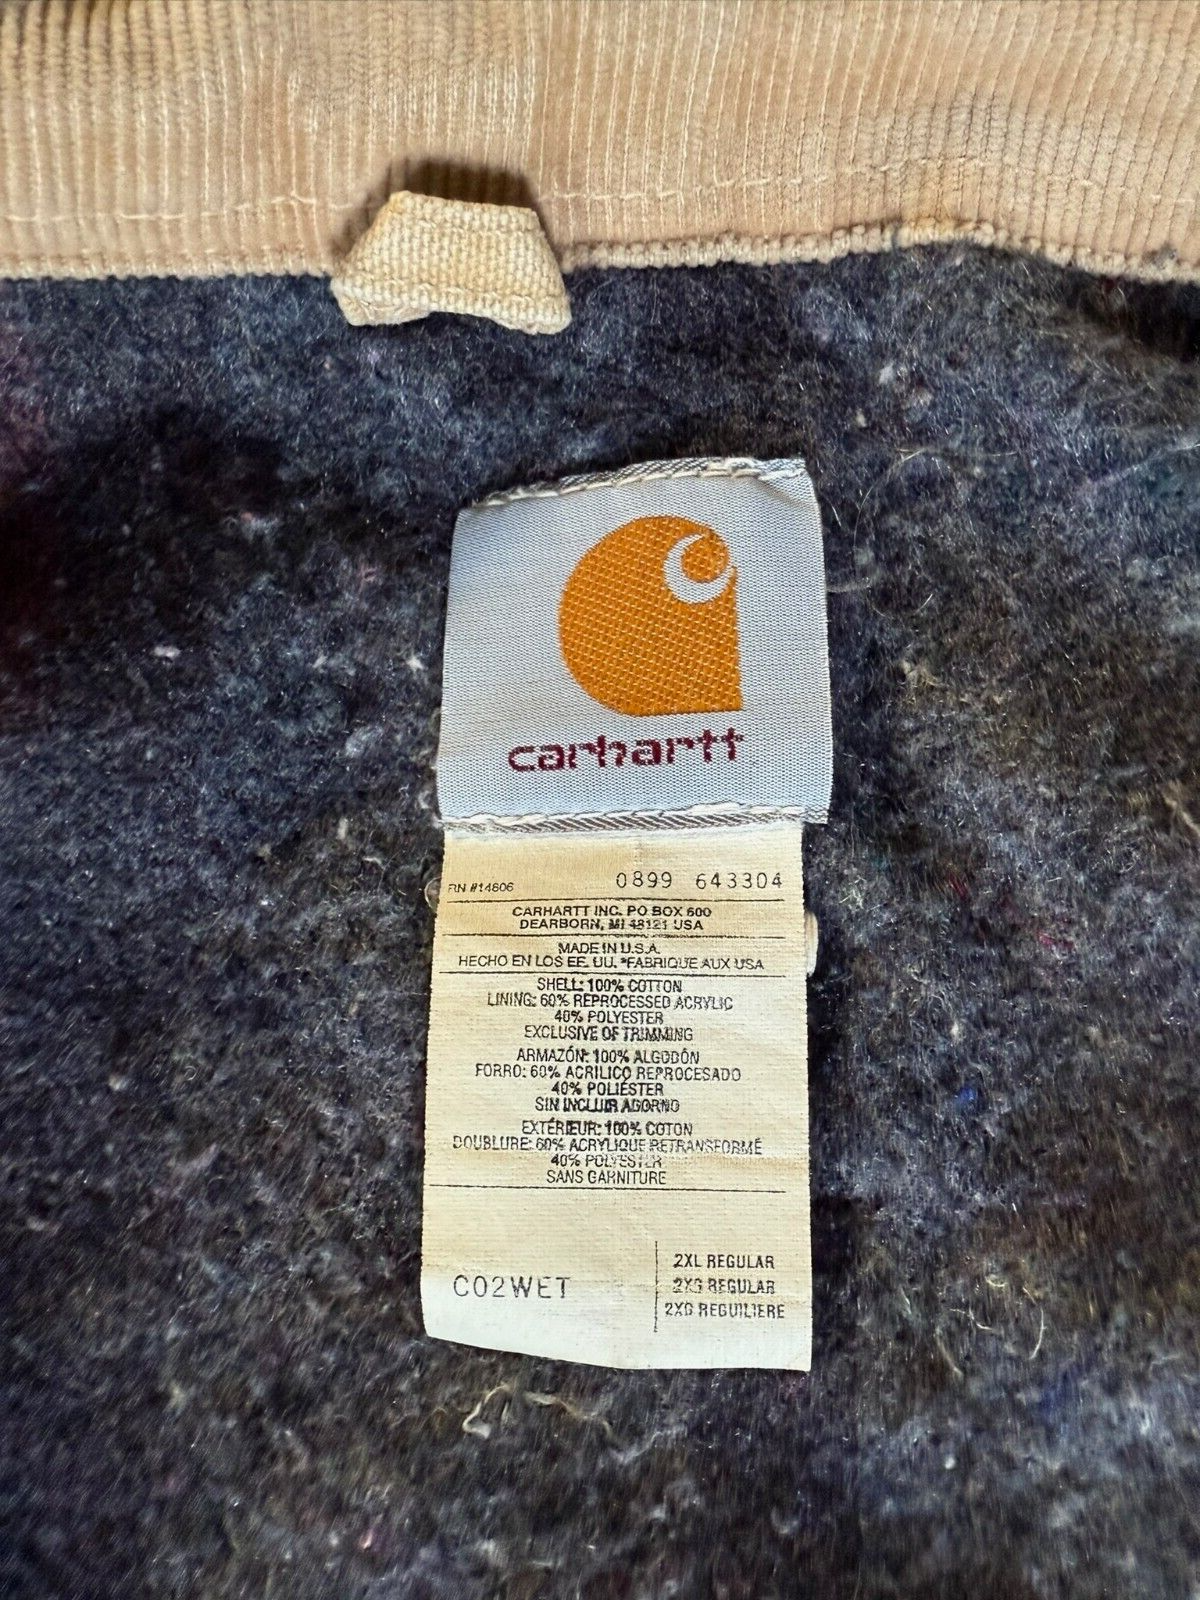 carhartt
RN #14806 0899 643304
CARHARTT INC. PO BOX 600
DEARBORN, MI 48121 USA
MADE IN U.S.A.
HECHO EN LOS EE. UU. *FABRIQUE AUX USA
SHELL: 100% COTTON
LINING: 60% REPROCESSED ACRYLIC
40% POLYESTER
EXCLUSIVE OF TRIMMING
ARMAZÓN: 100% ALGODÓN
FORRO: 60% ACRILICO REPROCESADO
40% POLIÉSTER
SIN INCLUIR ADORNO
EXTÉRIEUR: 100% COTON
DOUBLURE: 60% ACRYLIQUE RETRANSFORMÉ
40% POLYESTER
SANS GARNITURE
C02WET
2XL REGULAR
2XG REGULAR
2XG REGUILIERE